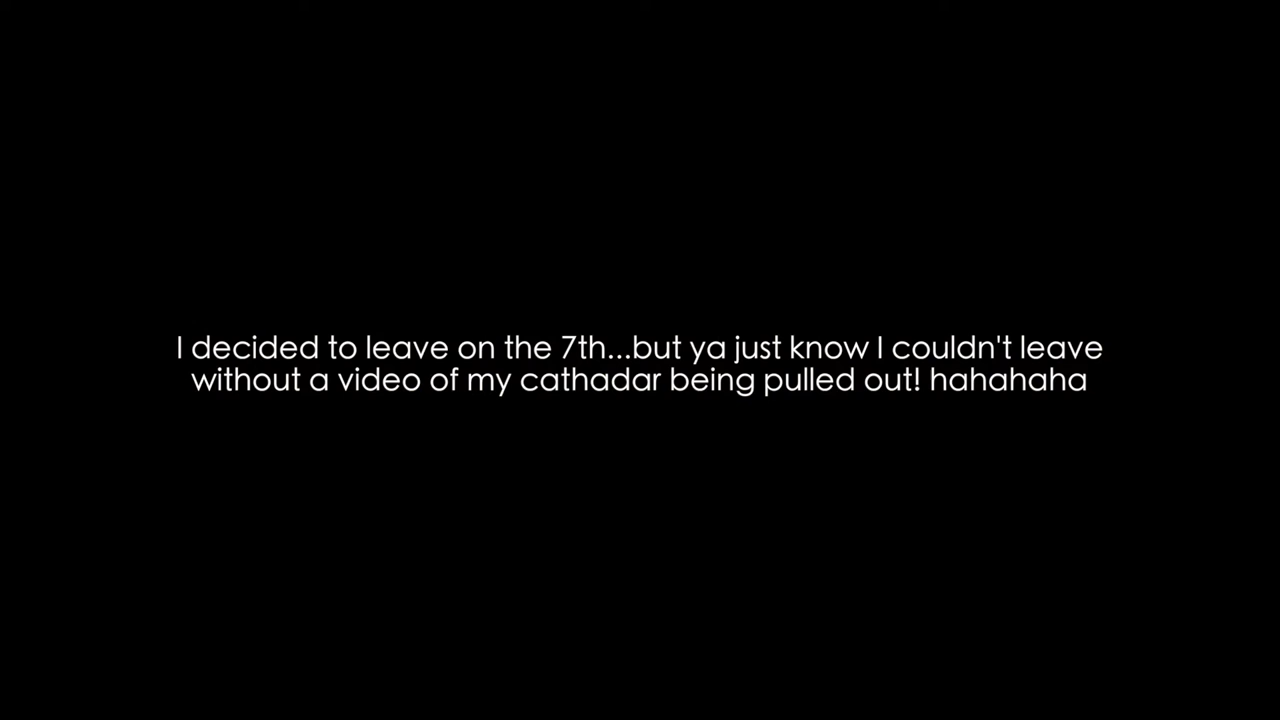 I decided to leave on the 7th...but ya just know I couldn't leave
without a video of my cathadar being pulled out! hahahaha